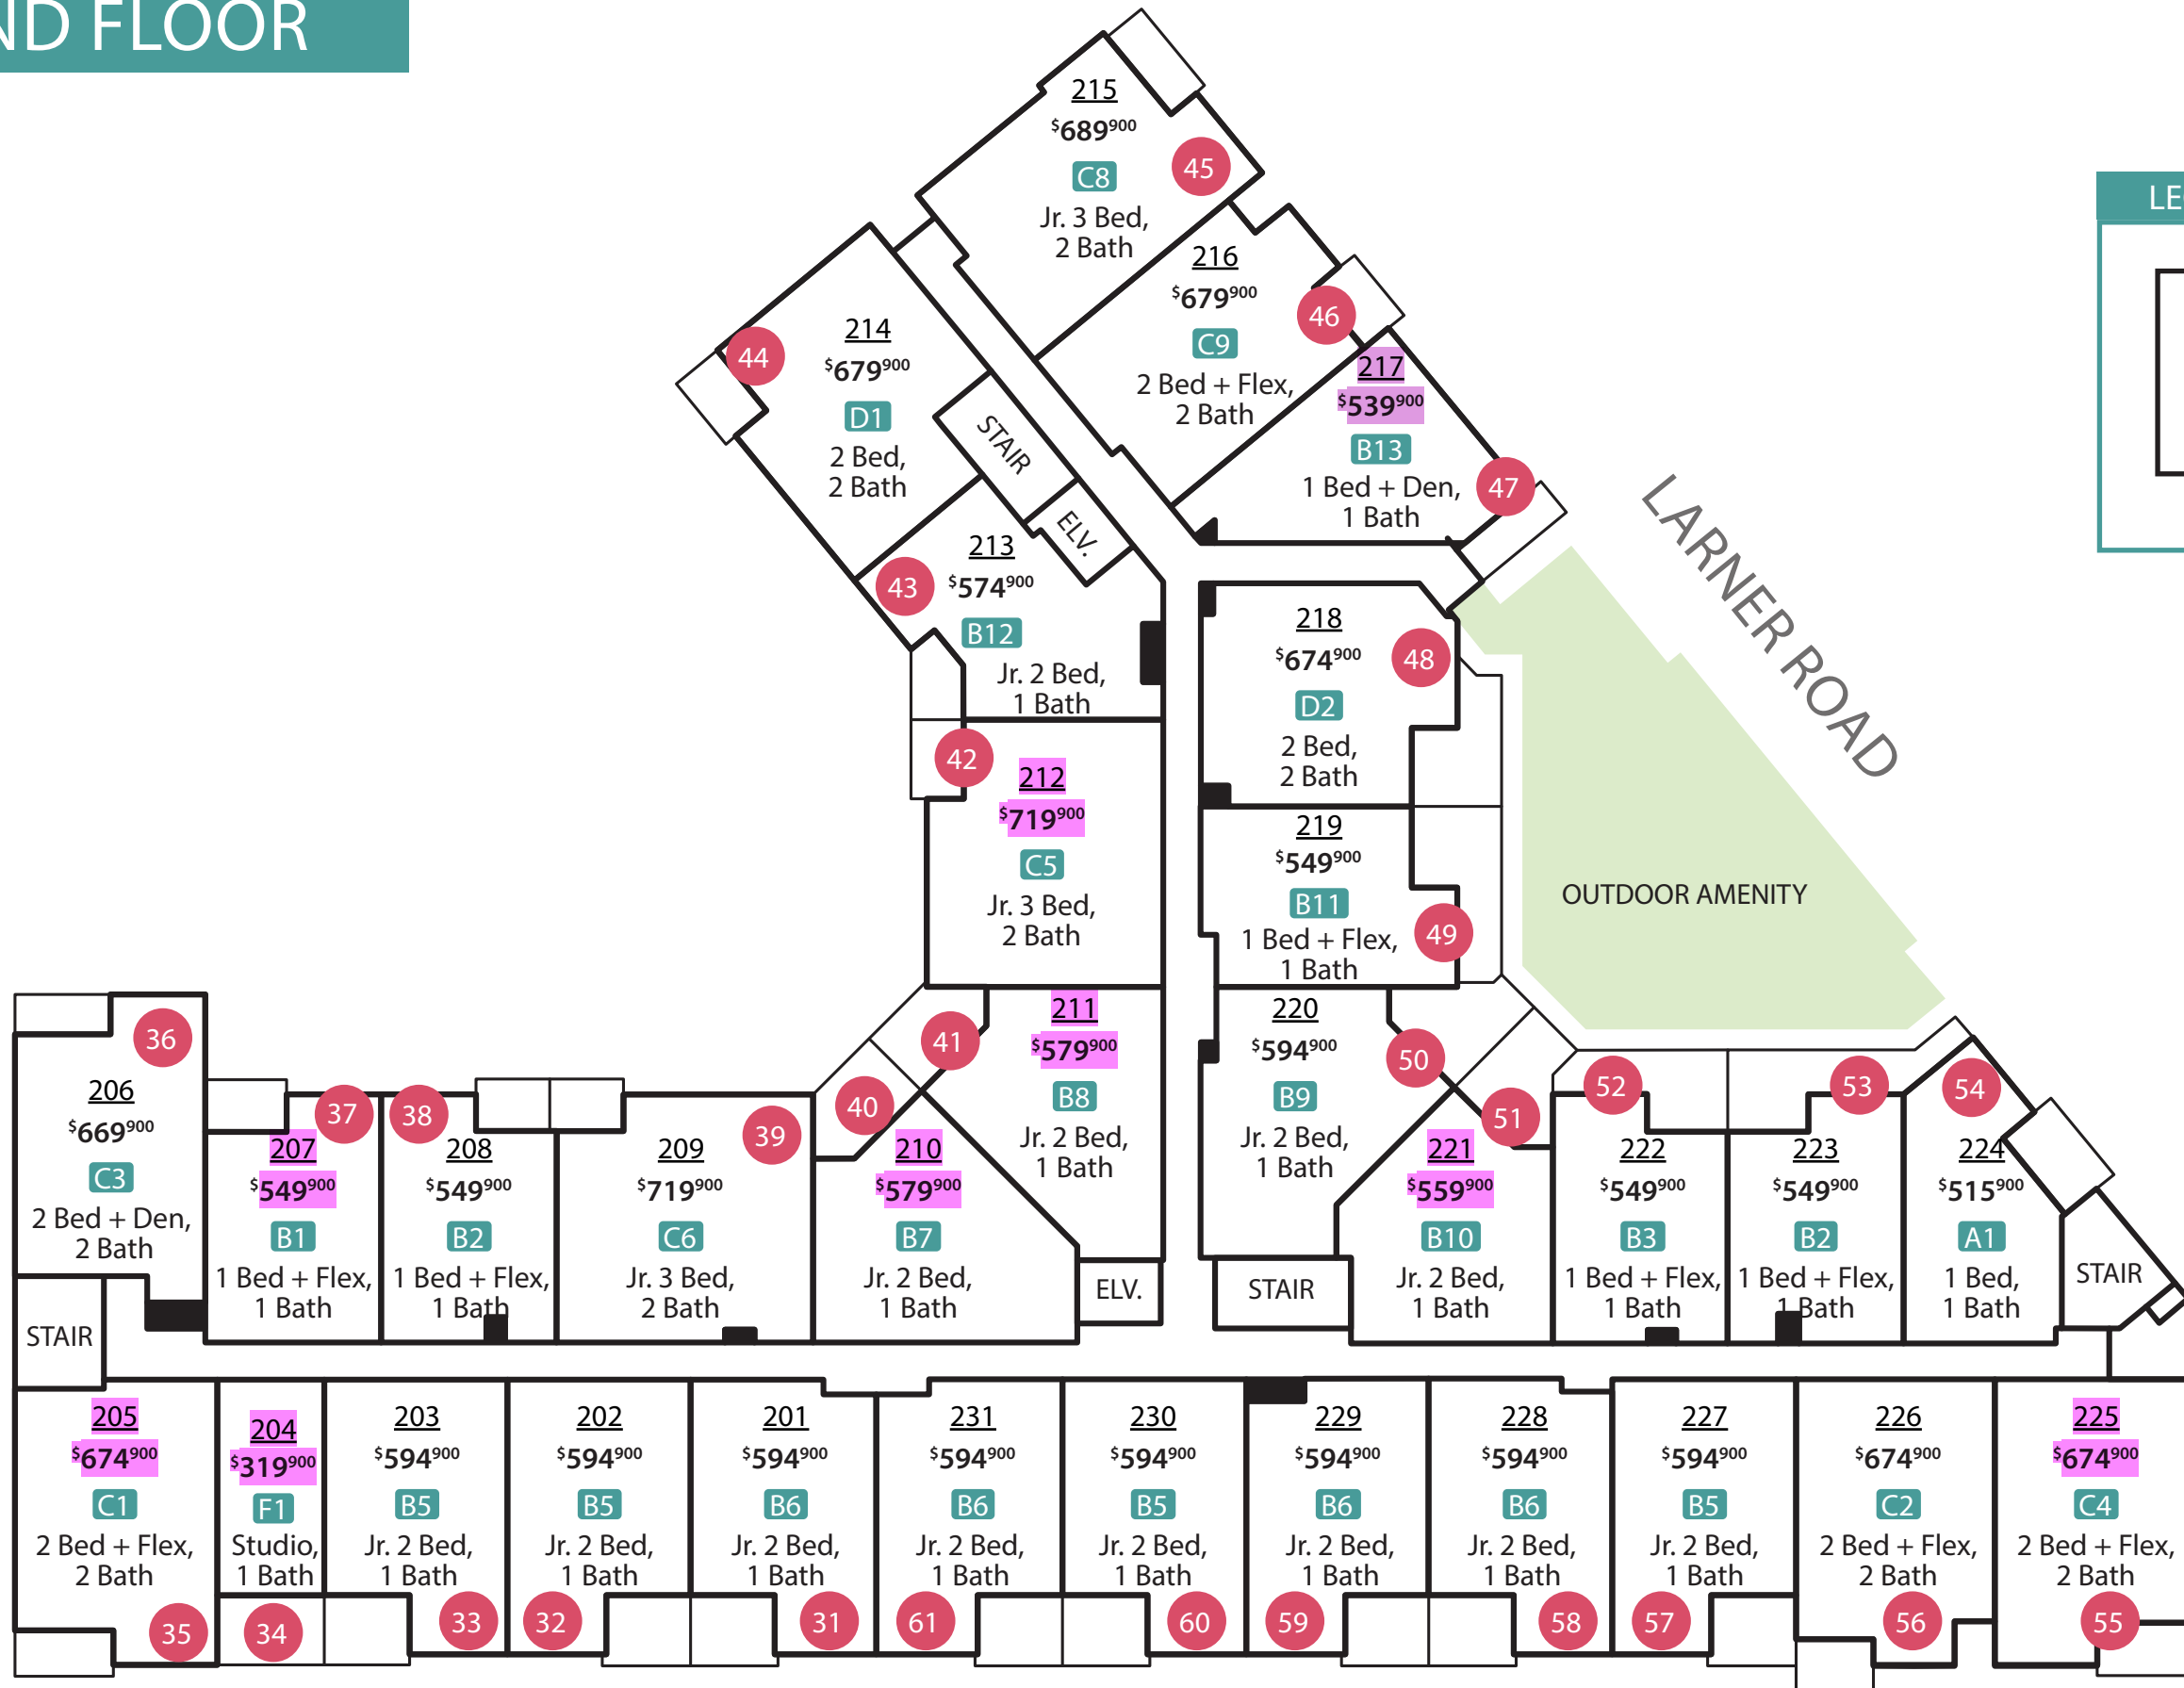 ND FLOOR
LE
215
$689900
C8
45
Jr. 3 Bed,
2 Bath
216
$679900
C9
46
2 Bed + Flex,
2 Bath
214
$679900
D1
44
2 Bed,
2 Bath
217
$539900
B13
47
1 Bed + Den,
1 Bath
STAIR
ELV.
213
$574900
B12
43
Jr. 2 Bed,
1 Bath
LARNER ROAD
218
$674900
D2
48
2 Bed,
2 Bath
42
212
$719900
C5
Jr. 3 Bed,
2 Bath
219
$549900
B11
49
1 Bed + Flex,
1 Bath
OUTDOOR AMENITY
36
206
$669900
C3
2 Bed + Den,
2 Bath
37
207
$549900
B1
1 Bed + Flex,
1 Bath
38
208
$549900
B2
1 Bed + Flex,
1 Bath
39
209
$719900
C6
Jr. 3 Bed,
2 Bath
40
210
$579900
B7
Jr. 2 Bed,
1 Bath
41
211
$579900
B8
Jr. 2 Bed,
1 Bath
ELV.
220
$594900
B9
50
Jr. 2 Bed,
1 Bath
STAIR
51
221
$559900
B10
Jr. 2 Bed,
1 Bath
52
222
$549900
B3
1 Bed + Flex,
1 Bath
53
223
$549900
B2
1 Bed + Flex,
1 Bath
54
224
$515900
A1
1 Bed,
1 Bath
STAIR
STAIR
205
$674900
C1
2 Bed + Flex,
2 Bath
35
204
$319900
F1
Studio,
1 Bath
34
203
$594900
B5
Jr. 2 Bed,
1 Bath
33
202
$594900
B5
Jr. 2 Bed,
1 Bath
32
201
$594900
B6
Jr. 2 Bed,
1 Bath
31
231
$594900
B6
Jr. 2 Bed,
1 Bath
61
230
$594900
B5
Jr. 2 Bed,
1 Bath
60
229
$594900
B6
Jr. 2 Bed,
1 Bath
59
228
$594900
B6
Jr. 2 Bed,
1 Bath
58
227
$594900
B5
Jr. 2 Bed,
1 Bath
57
226
$674900
C2
2 Bed + Flex,
2 Bath
56
225
$674900
C4
2 Bed + Flex,
2 Bath
55